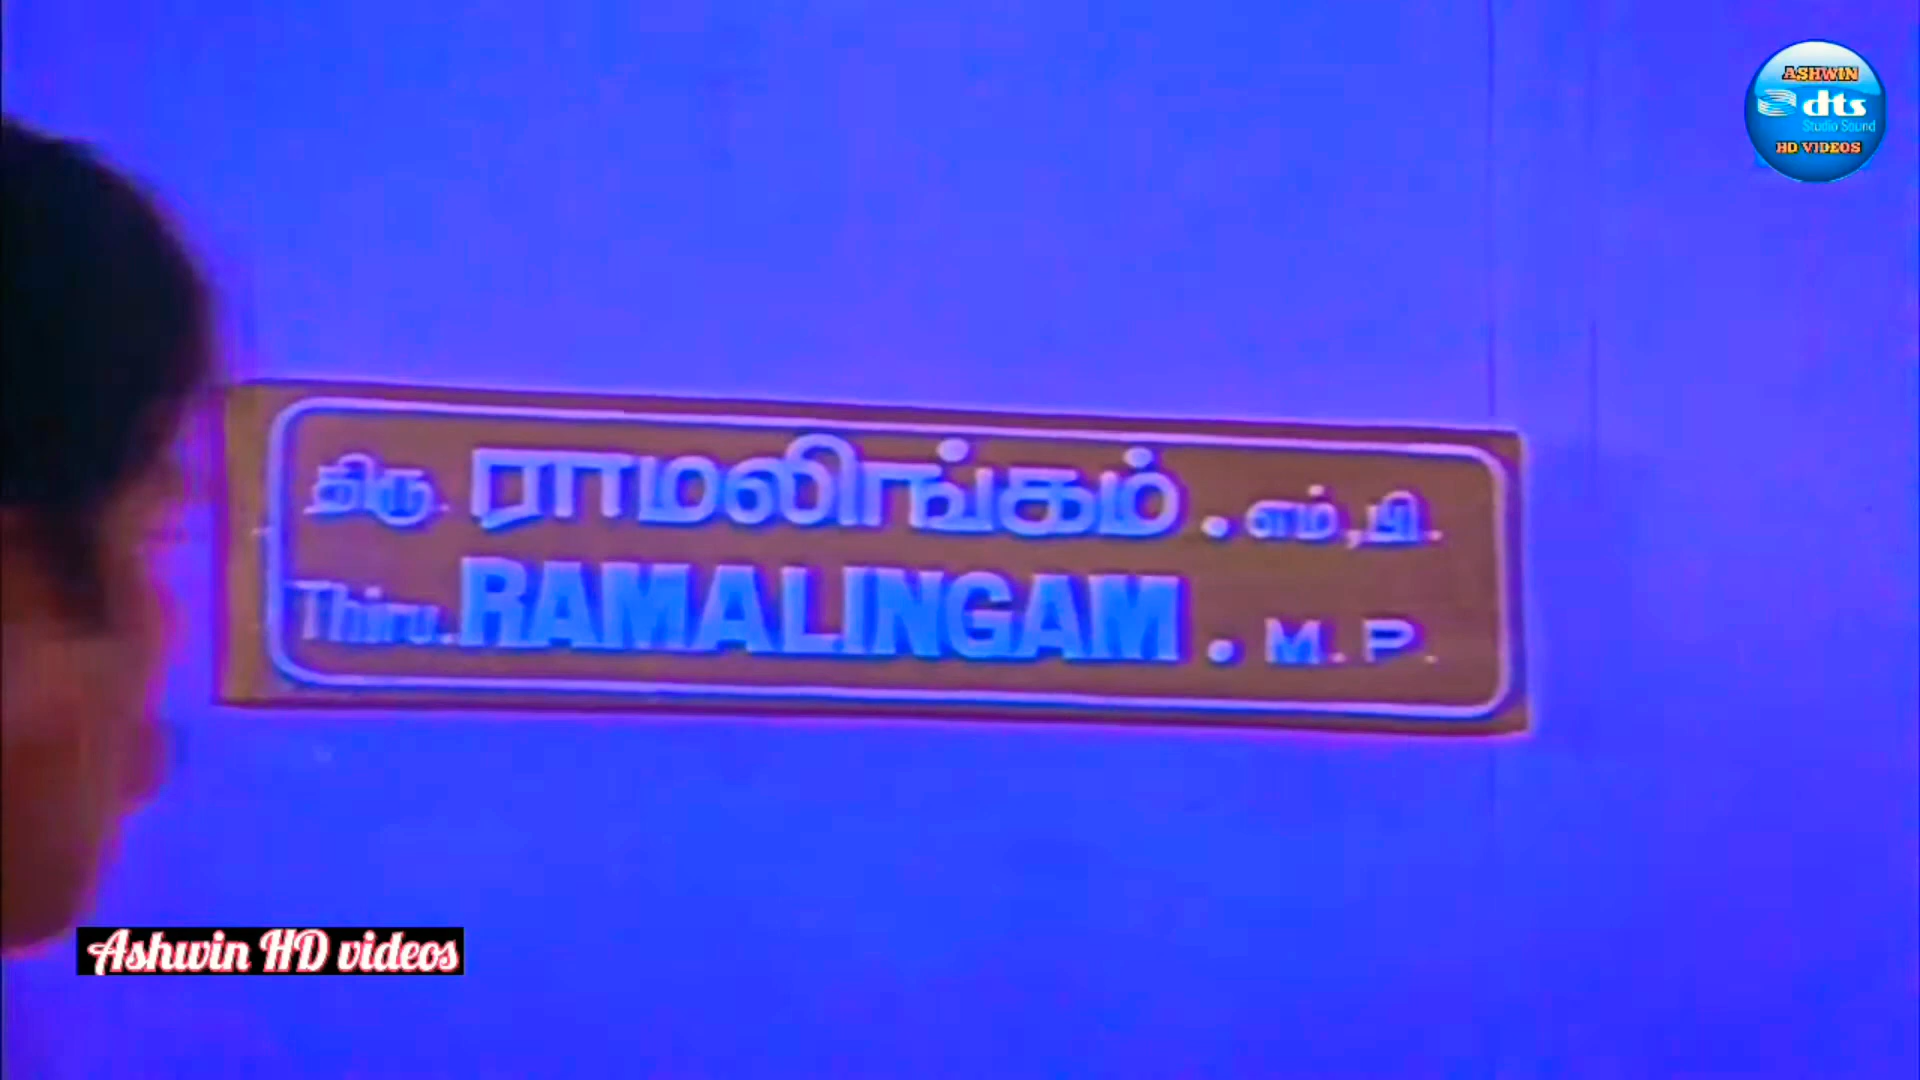 ASHWIN
dts
Studio Sound
HD VIDEOS
திரு. ராமலிங்கம் . எம்,பி.
Thiru. RAMALINGAM . M. P.
Ashwin HD videos